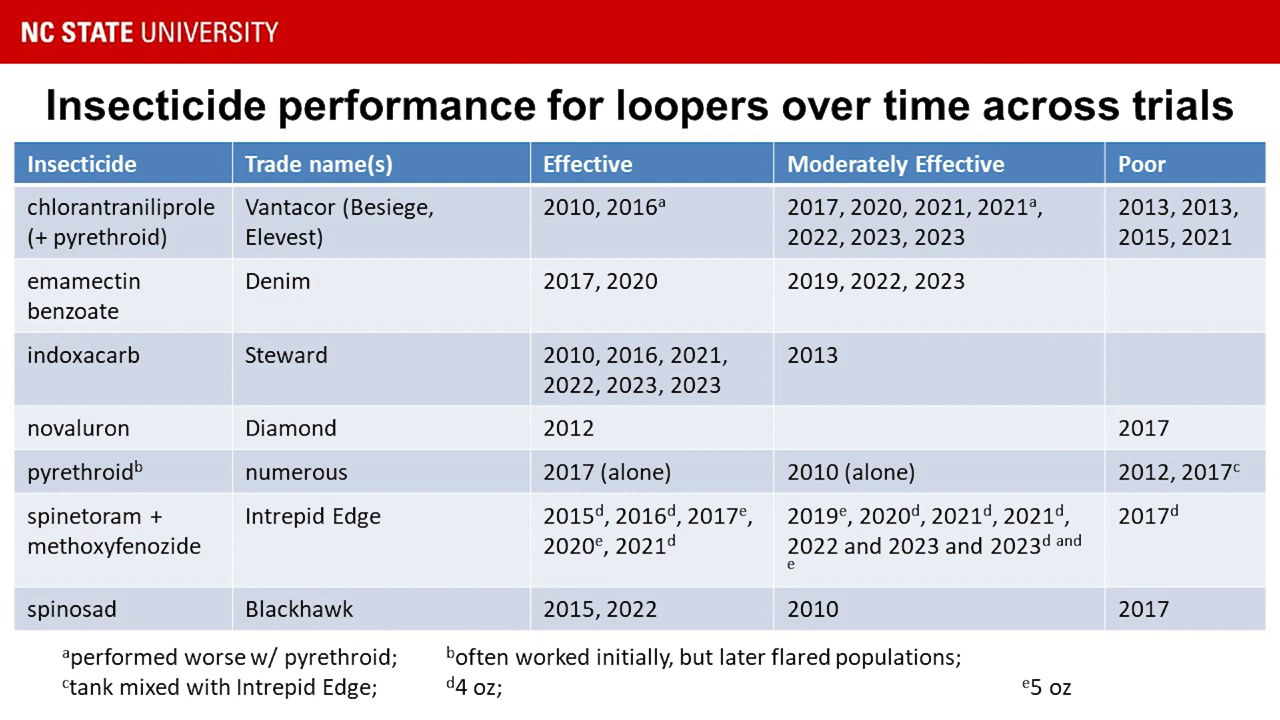 NC STATE UNIVERSITY
Insecticide performance for loopers over time across trials
Insecticide Trade name(s) Effective Moderately Effective Poor
chlorantraniliprole Vantacor (Besiege, 2010, 2016ᵃ 2017, 2020, 2021, 2021ᵃ, 2013, 2013,
(+ pyrethroid) Elevest) 2022, 2023, 2023 2015, 2021
emamectin Denim 2017, 2020 2019, 2022, 2023
benzoate
indoxacarb Steward 2010, 2016, 2021, 2013
2022, 2023, 2023
novaluron Diamond 2012 2017
pyrethroidᵇ numerous 2017 (alone) 2010 (alone) 2012, 2017ᶜ
spinetoram + Intrepid Edge 2015ᵈ, 2016ᵈ, 2017ᵉ, 2019ᵉ, 2020ᵈ, 2021ᵈ, 2021ᵈ, 2017ᵈ
methoxyfenozide 2020ᵉ, 2021ᵈ 2022 and 2023 and 2023ᵈ ᵃⁿᵈ
ᵉ
spinosad Blackhawk 2015, 2022 2010 2017
ᵃperformed worse w/ pyrethroid; ᵇoften worked initially, but later flared populations;
ᶜtank mixed with Intrepid Edge; ᵈ4 oz; ᵉ5 oz